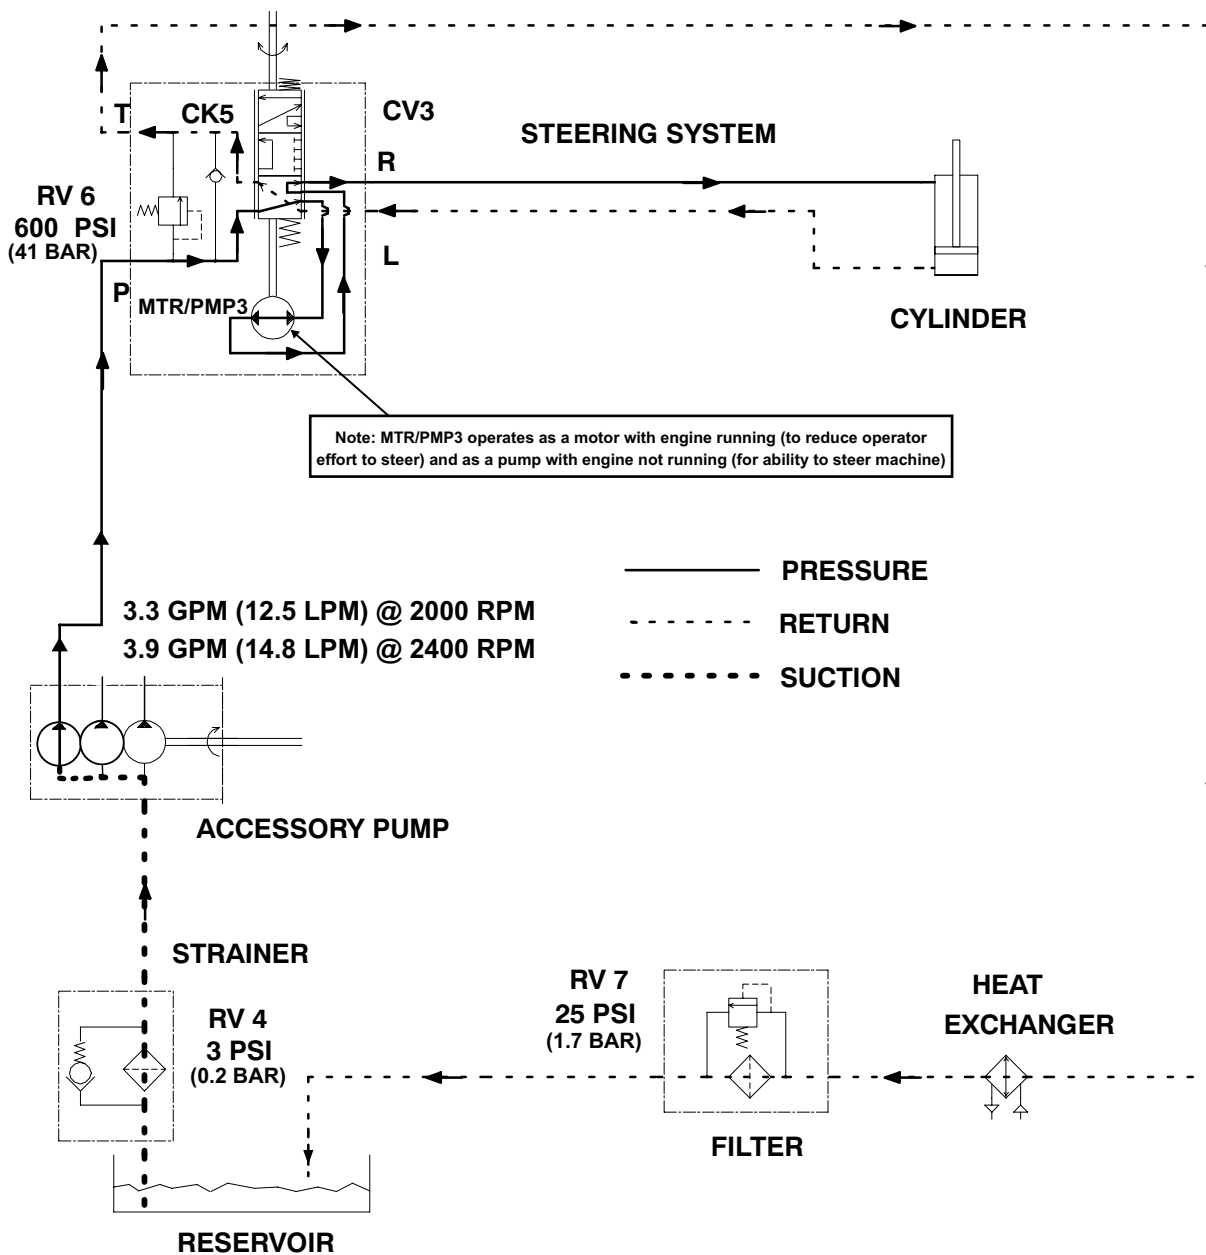 T
CK5
CV3
STEERING SYSTEM
R
RV 6
600 PSI
(41 BAR)
L
P
MTR/PMP3
CYLINDER
Note: MTR/PMP3 operates as a motor with engine running (to reduce operator
effort to steer) and as a pump with engine not running (for ability to steer machine)
PRESSURE
3.3 GPM (12.5 LPM) @ 2000 RPM
RETURN
3.9 GPM (14.8 LPM) @ 2400 RPM
SUCTION
ACCESSORY PUMP
STRAINER
RV 4
3 PSI
(0.2 BAR)
RV 7
25 PSI
(1.7 BAR)
HEAT
EXCHANGER
FILTER
RESERVOIR